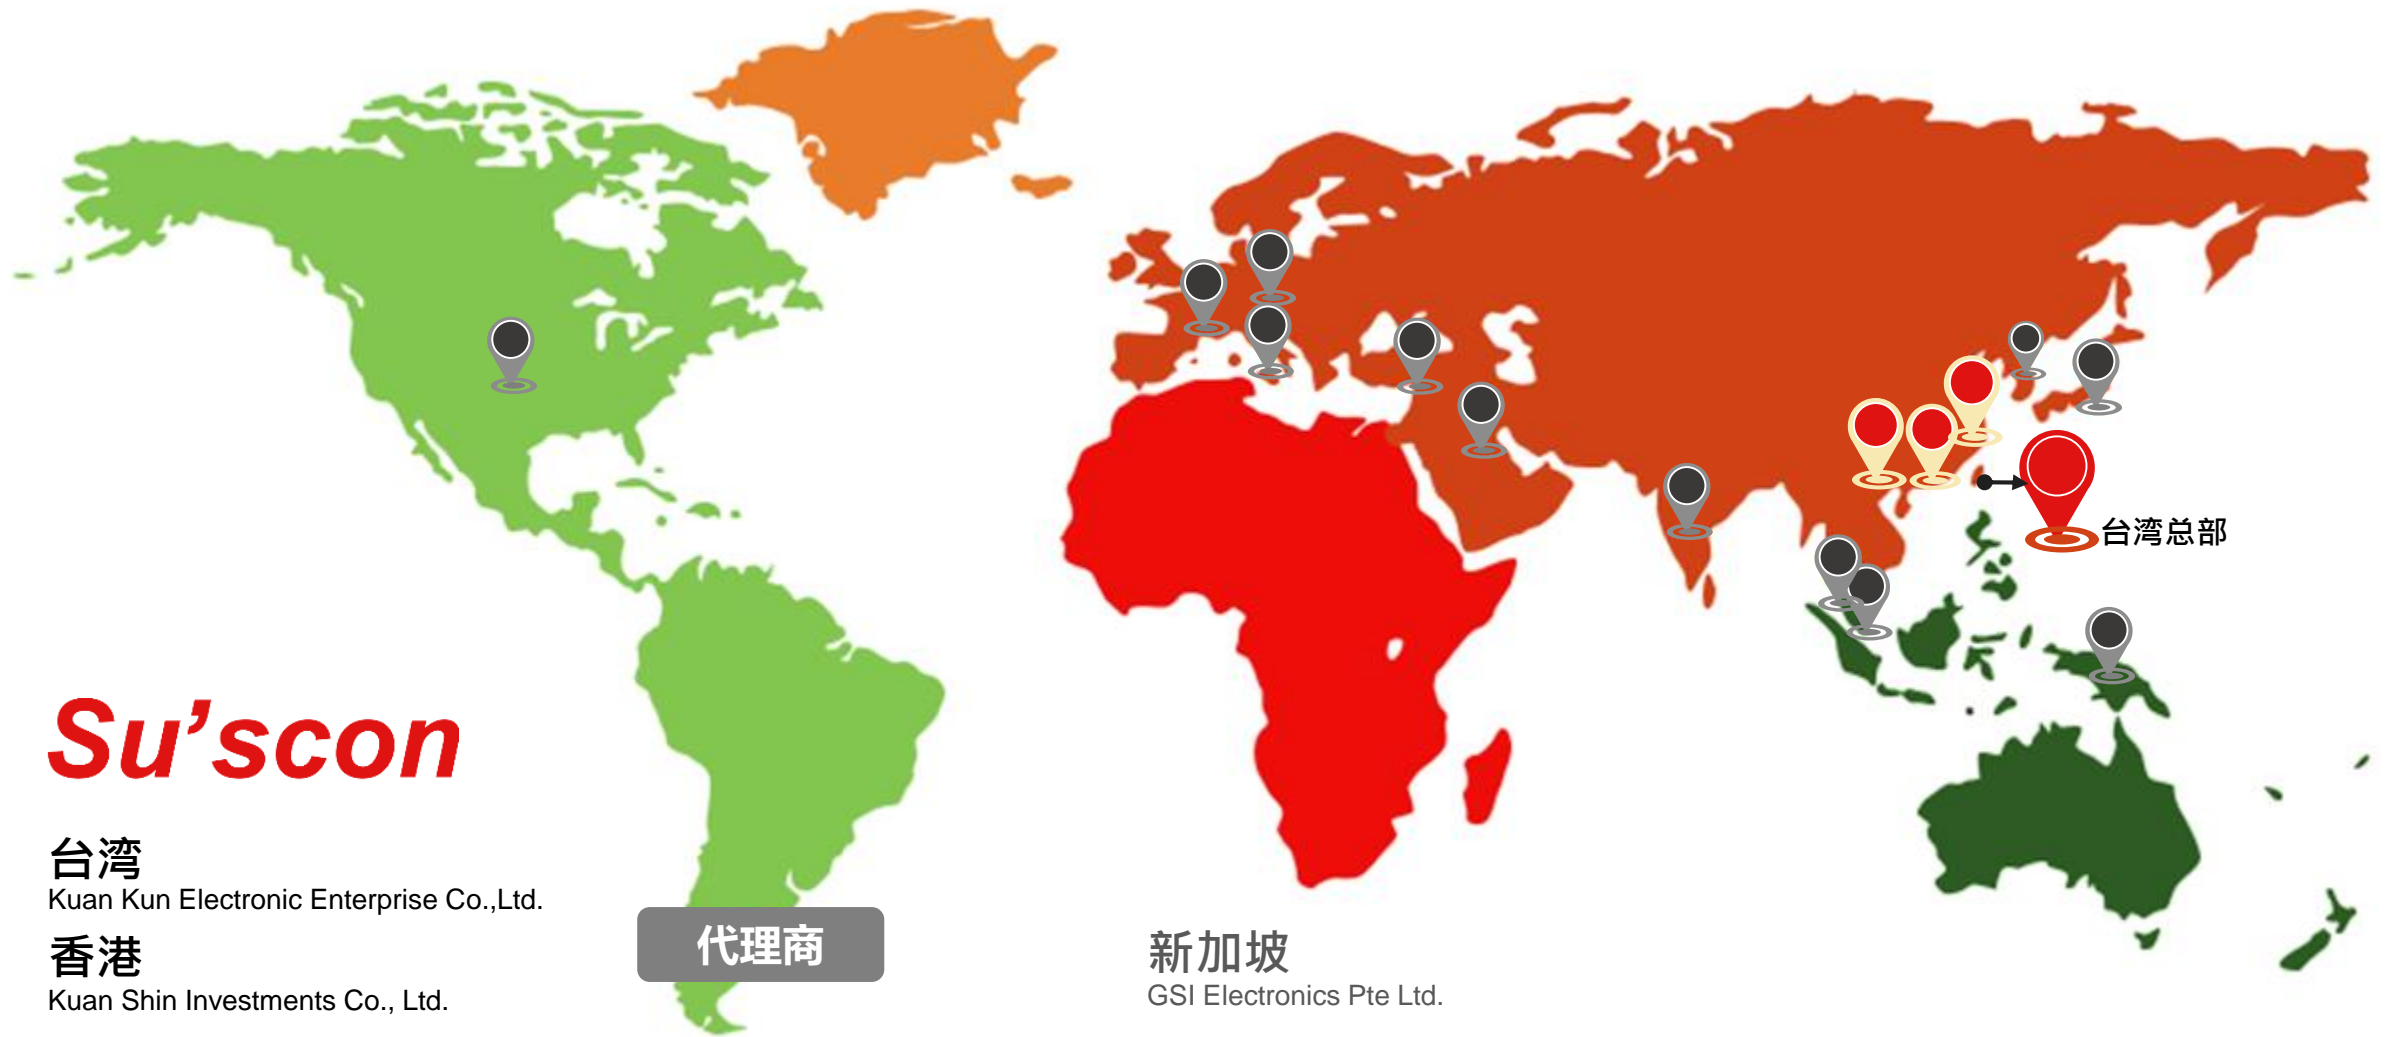 台湾总部
Su’scon
台湾
Kuan Kun Electronic Enterprise Co.,Ltd.
香港
Kuan Shin Investments Co., Ltd.
代理商
新加坡
GSI Electronics Pte Ltd.